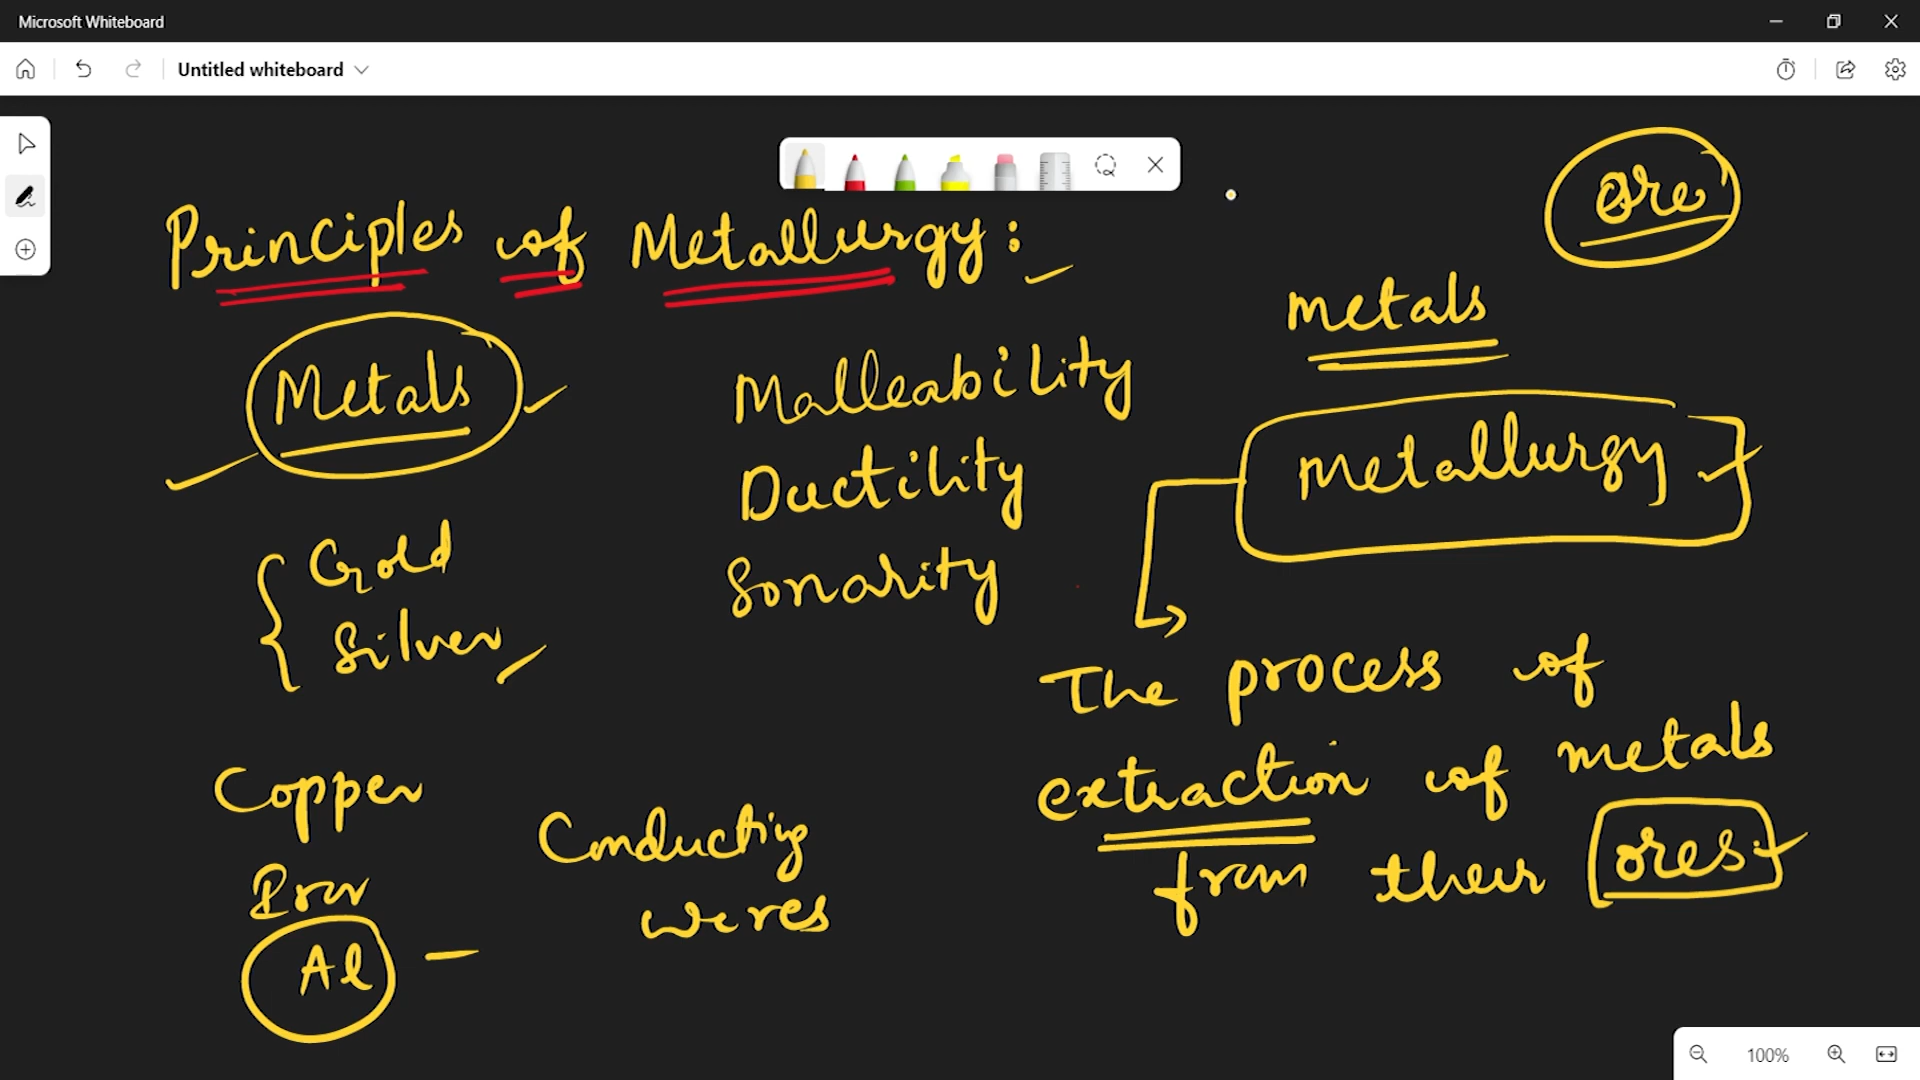 Microsoft Whiteboard
Untitled whiteboard
Principles of Metallurgy:
Metals
Gold
Silver
Copper
Al
Malleability
Ductility
Sonority
Conducting
wires
ore
metals
metallurgy
The process of
extraction of metals
from their ores
100%